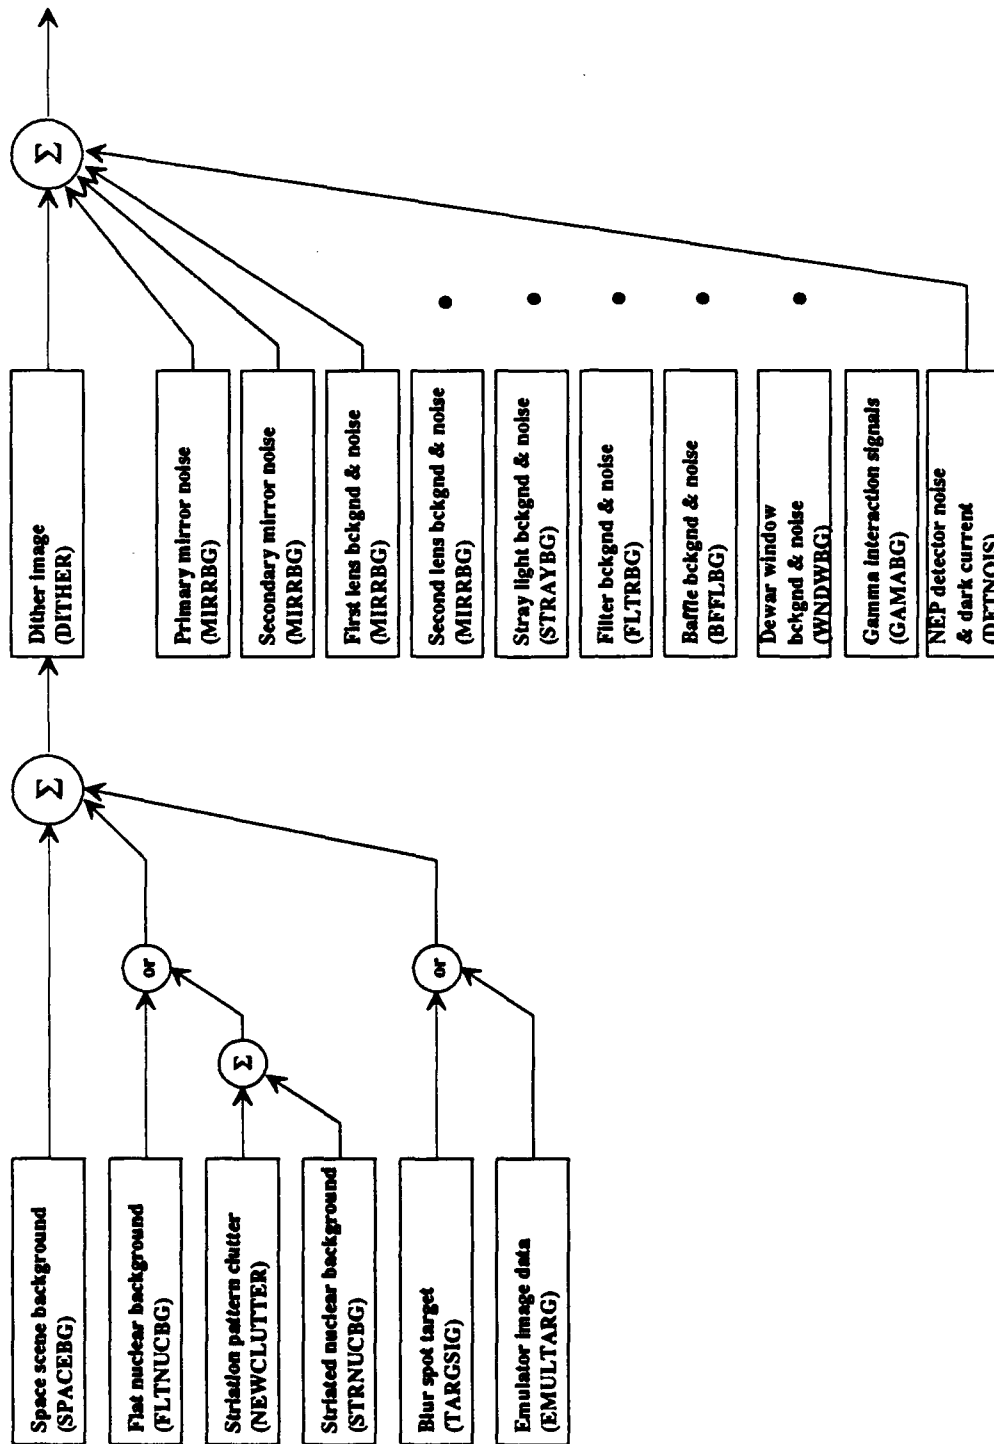 Space scene background
(SPACEBG)
Flat nuclear background
(FLTNUCBG)
Striation pattern clutter
(NEWCLUTTER)
Striated nuclear background
(STRNUCBG)
Blur spot target
(TARGSIG)
Emulator image data
(EMULTARG)
Σ
or
or
Σ
Dither image
(DITHER)
Primary mirror noise
(MIRRBG)
Secondary mirror noise
(MIRRBG)
First lens bckgnd & noise
(MIRRBG)
Second lens bckgnd & noise
(MIRRBG)
Stray light bckgnd & noise
(STRAYBG)
Filter bckgnd & noise
(FLTRBG)
Baffle bckgnd & noise
(BFFLBG)
Dewar window
bckgnd & noise
(WNDWBG)
Gamma interaction signals
(GAMABG)
NEP detector noise
& dark current
(DETNOIS)
Σ